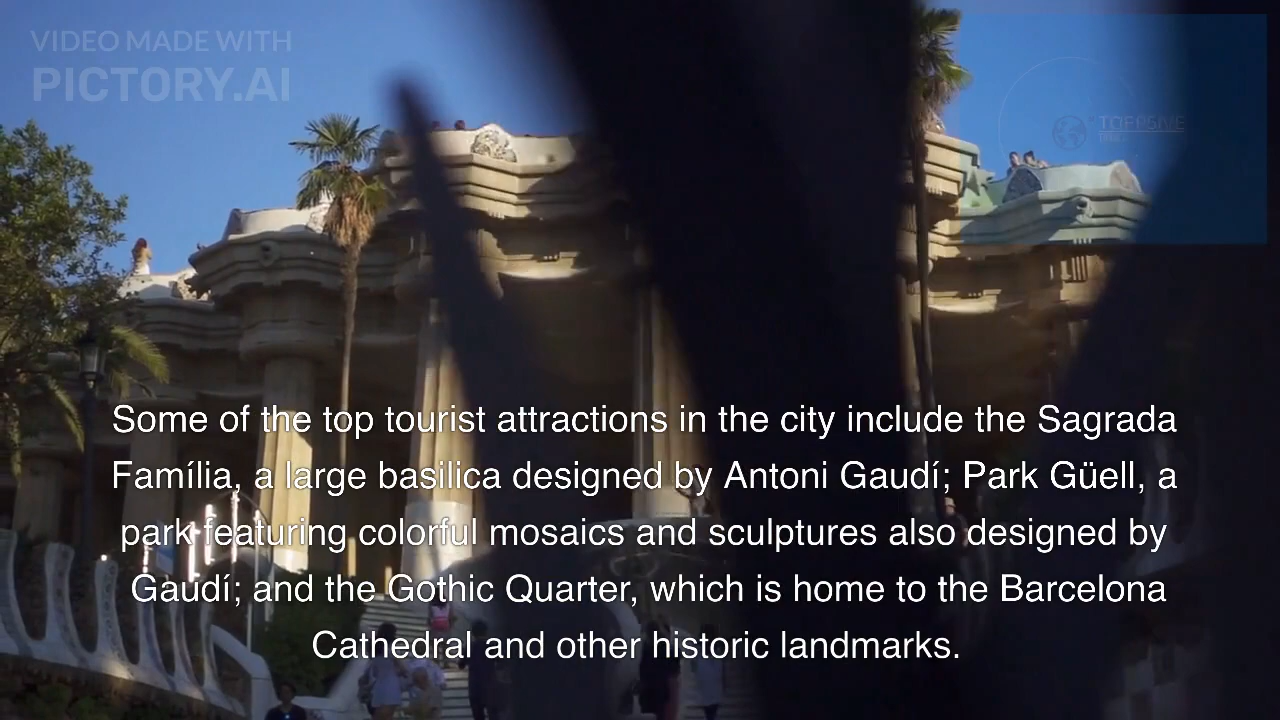 VIDEO MADE WITH
PICTORY.AI
Some of the top tourist attractions in the city include the Sagrada
Família, a large basilica designed by Antoni Gaudí; Park Güell, a
park featuring colorful mosaics and sculptures also designed by
Gaudí; and the Gothic Quarter, which is home to the Barcelona
Cathedral and other historic landmarks.